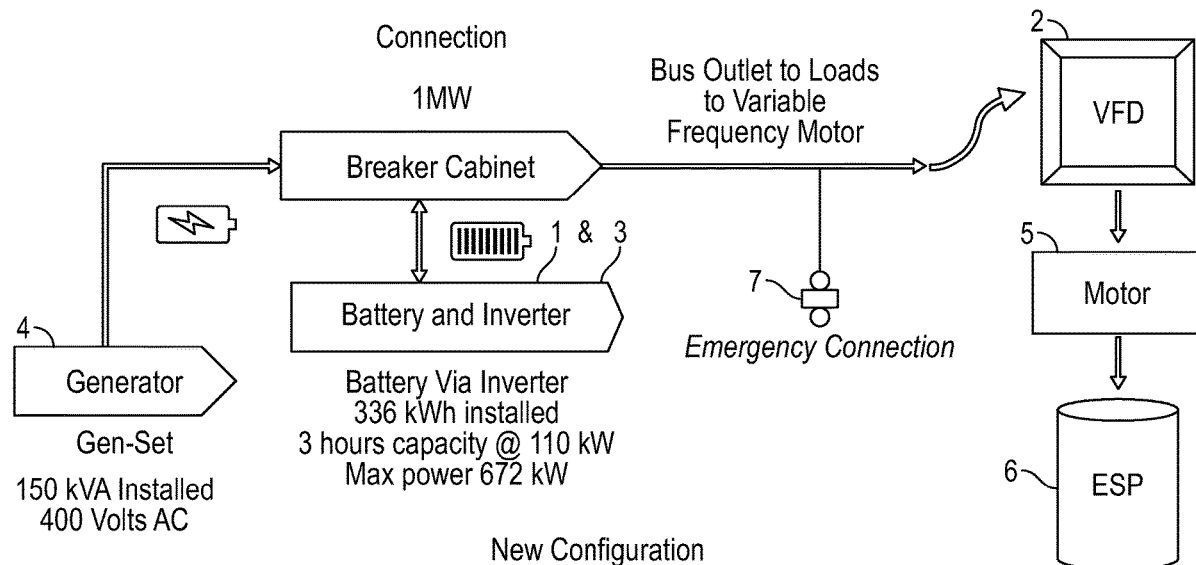 Connection
1MW
Breaker Cabinet
Bus Outlet to Loads
to Variable
Frequency Motor
2
VFD
1 & 3
Battery and Inverter
Battery Via Inverter
336 kWh installed
3 hours capacity @ 110 kW
Max power 672 kW
4
Generator
Gen-Set
150 kVA Installed
400 Volts AC
7
Emergency Connection
5
Motor
6
ESP
New Configuration